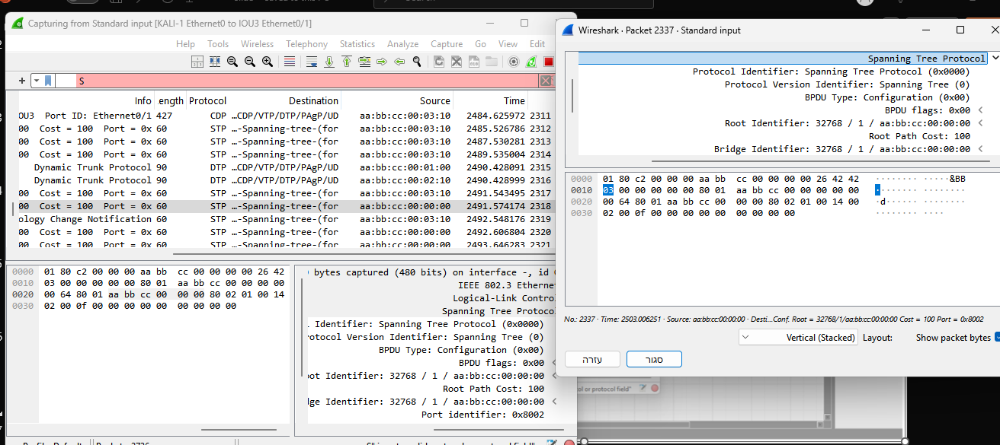 Capturing from Standard input [KALI-1 Ethernet0 to IOU3 Ethernet0/1]
Help Tools Wireless Telephony Statistics Analyze Capture Go View Edit
+ S
Info ength Protocol Destination Source Time
OU3 Port ID: Ethernet0/1 427 CDP …CDP/VTP/DTP/PAgP/UD aa:bb:cc:00:03:10 2484.625972 2311
00 Cost = 100 Port = 0x 60 STP …-Spanning-tree-(for aa:bb:cc:00:03:10 2485.526786 2312
00 Cost = 100 Port = 0x 60 STP …-Spanning-tree-(for aa:bb:cc:00:03:10 2487.530281 2313
00 Cost = 100 Port = 0x 60 STP …-Spanning-tree-(for aa:bb:cc:00:03:10 2489.535004 2314
Dynamic Trunk Protocol 90 DTP …CDP/VTP/DTP/PAgP/UD aa:bb:cc:00:01:00 2490.428091 2315
Dynamic Trunk Protocol 90 DTP …CDP/VTP/DTP/PAgP/UD aa:bb:cc:00:02:10 2490.428999 2316
00 Cost = 100 Port = 0x 60 STP …-Spanning-tree-(for aa:bb:cc:00:03:10 2491.543495 2317
00 Cost = 100 Port = 0x 60 STP …-Spanning-tree-(for aa:bb:cc:00:00:00 2491.574174 2318
ology Change Notification 60 STP …-Spanning-tree-(for aa:bb:cc:00:03:10 2492.548176 2319
00 Cost = 100 Port = 0x 60 STP …-Spanning-tree-(for aa:bb:cc:00:00:00 2492.606804 2320
00 Cost = 100 Port = 0x 60 STP …-Spanning-tree-(for aa:bb:cc:00:00:00 2493.646283 2321
0000 01 80 c2 00 00 00 aa bb cc 00 00 00 00 26 42
0010 03 00 00 00 00 00 80 01 aa bb cc 00 00 00 00
0020 00 64 80 01 aa bb cc 00 00 00 80 02 01 00 14
0030 02 00 0f 00 00 00 00 00 00 00 00 00
bytes captured (480 bits) on interface -, id
IEEE 802.3 Etherne
Logical-Link Contro
Spanning Tree Protoco
Identifier: Spanning Tree Protocol (0x0000)
otocol Version Identifier: Spanning Tree (0)
BPDU Type: Configuration (0x00)
BPDU flags: 0x00
ot Identifier: 32768 / 1 / aa:bb:cc:00:00:00
Root Path Cost: 100
dge Identifier: 32768 / 1 / aa:bb:cc:00:00:00
Port identifier: 0x8002
Wireshark · Packet 2337 · Standard input
Spanning Tree Protocol
Protocol Identifier: Spanning Tree Protocol (0x0000)
Protocol Version Identifier: Spanning Tree (0)
BPDU Type: Configuration (0x00)
BPDU flags: 0x00
Root Identifier: 32768 / 1 / aa:bb:cc:00:00:00
Root Path Cost: 100
Bridge Identifier: 32768 / 1 / aa:bb:cc:00:00:00
0000 01 80 c2 00 00 00 aa bb cc 00 00 00 00 26 42 42 ········ ·····&BB
0010 03 00 00 00 00 00 80 01 aa bb cc 00 00 00 00 00 ········ ········
0020 00 64 80 01 aa bb cc 00 00 00 80 02 01 00 14 00 ·d······ ········
0030 02 00 0f 00 00 00 00 00 00 00 00 00 ········ ····
No.: 2337 · Time: 2503.006251 · Source: aa:bb:cc:00:00:00 · Desti...Conf. Root = 32768/1/aa:bb:cc:00:00:00 Cost = 100 Port = 0x8002
Vertical (Stacked) Layout: Show packet bytes
עזרה סגור
ol or protocol field"